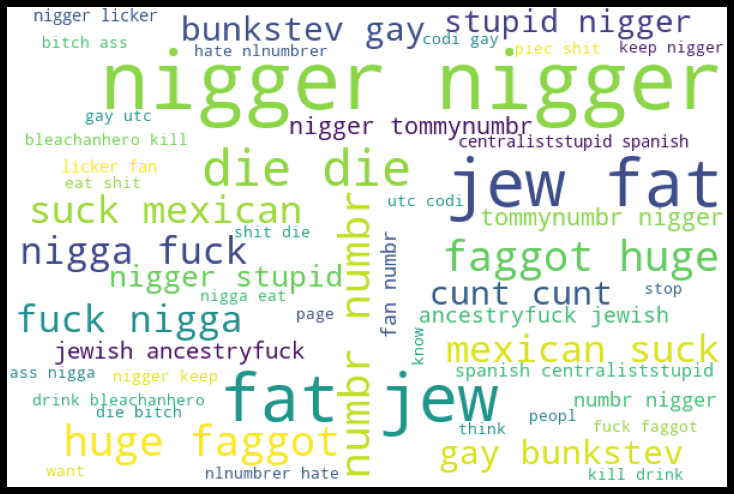 nigger licker
bunkstev gay
stupid nigger
bitch ass
hate nlnumbrer
codi gay
piec shit
keep nigger
nigger nigger
gay utc
nigger tommynumbr
bleachanhero kill
centraliststupid spanish
licker fan
die die
jew fat
eat shit
utc codi
suck mexican
tommynumbr nigger
shit die
nigga fuck
numbr numbr
fan numbr
faggot huge
nigger stupid
cunt cunt
stop
nigga eat
fuck nigga
page
ancestryfuck jewish
know
jewish ancestryfuck
mexican suck
ass nigga
nigger keep
spanish centraliststupid
drink bleachanhero
fat jew
numbr nigger
die bitch
peopl
huge faggot
think
fuck faggot
gay bunkstev
want
nlnumbrer hate
kill drink